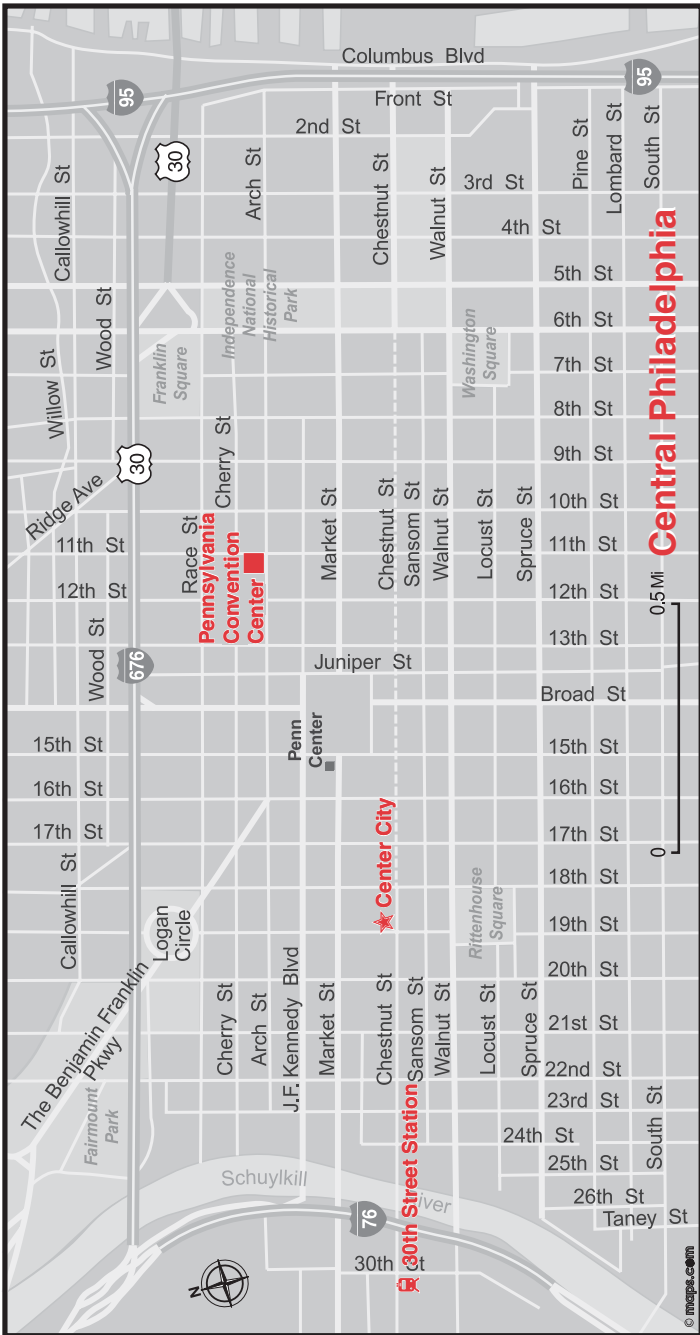 Columbus Blvd
95
95
Front St
2nd St
30
Arch St
Chestnut St
Walnut St
3rd St
4th St
Pine St
Lombard St
South St
Callowhill St
Wood St
Willow St
Independence
National
Historical
Park
Franklin
Square
Washington
Square
5th St
6th St
7th St
8th St
9th St
10th St
11th St
12th St
13th St
Central Philadelphia
Ridge Ave
30
11th St
12th St
Wood St
676
Race St
Cherry St
Pennsylvania
Convention
Center
Market St
Chestnut St
Sansom St
Walnut St
Locust St
Spruce St
0.5 Mi
0
Juniper St
Broad St
Penn
Center
15th St
16th St
17th St
15th St
16th St
17th St
18th St
19th St
20th St
21st St
22nd St
23rd St
24th St
25th St
26th St
Taney St
Center City
Rittenhouse
Square
Callowhill St
Logan
Circle
The Benjamin Franklin
Pkwy
Fairmount
Park
Cherry St
Arch St
J.F. Kennedy Blvd
Market St
Chestnut St
Sansom St
Walnut St
Locust St
Spruce St
South St
Schuylkill
76
30th Street Station
30th St
N
© maps.com